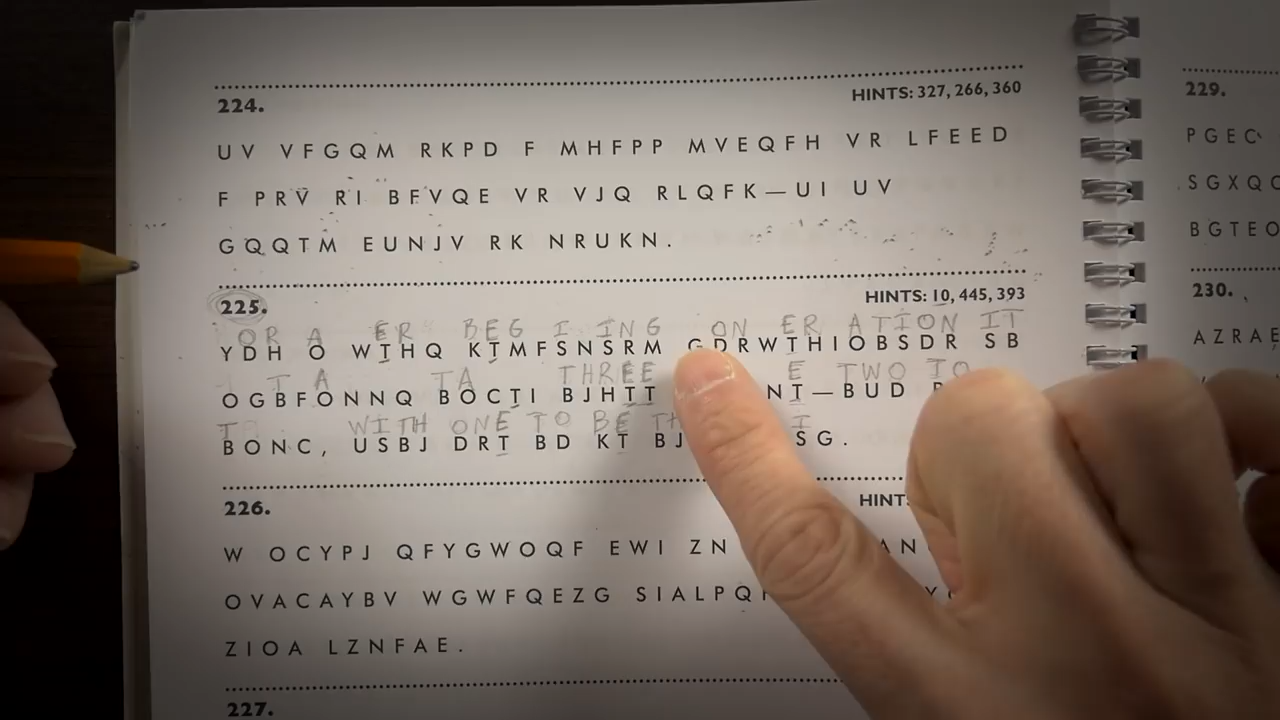 HINTS: 327, 266, 360
224.
UV VFGQM RKPD F MHFPP MVEQFH VR LFEED
F PRV RI BFVQE VR VJQ RLQFK—UI UV
GQQTM EUNJV RK NRUKN.
HINTS: 10, 445, 393
225.
OR A ER BEG I ING ON ER ATION IT
YDH O WTHQ KTMFSNSRM GDRWTHIOBSDR SB
T A TA THREE E TWO TO
OGBFONNQ BOCTI BJHTT NT—BUD
T WITH ONE TO BE TH I
BONC, USBJ DRT BD KT BJ SG.
226.
HINTS
W OCYPJ QFYGWOQF EWI ZN AN
OVACAYBV WGWFQEZG SIALPQ
ZIOA LZNFAE.
227.
229.
PGEC
SGXQ
BGTEO
230.
AZRAE